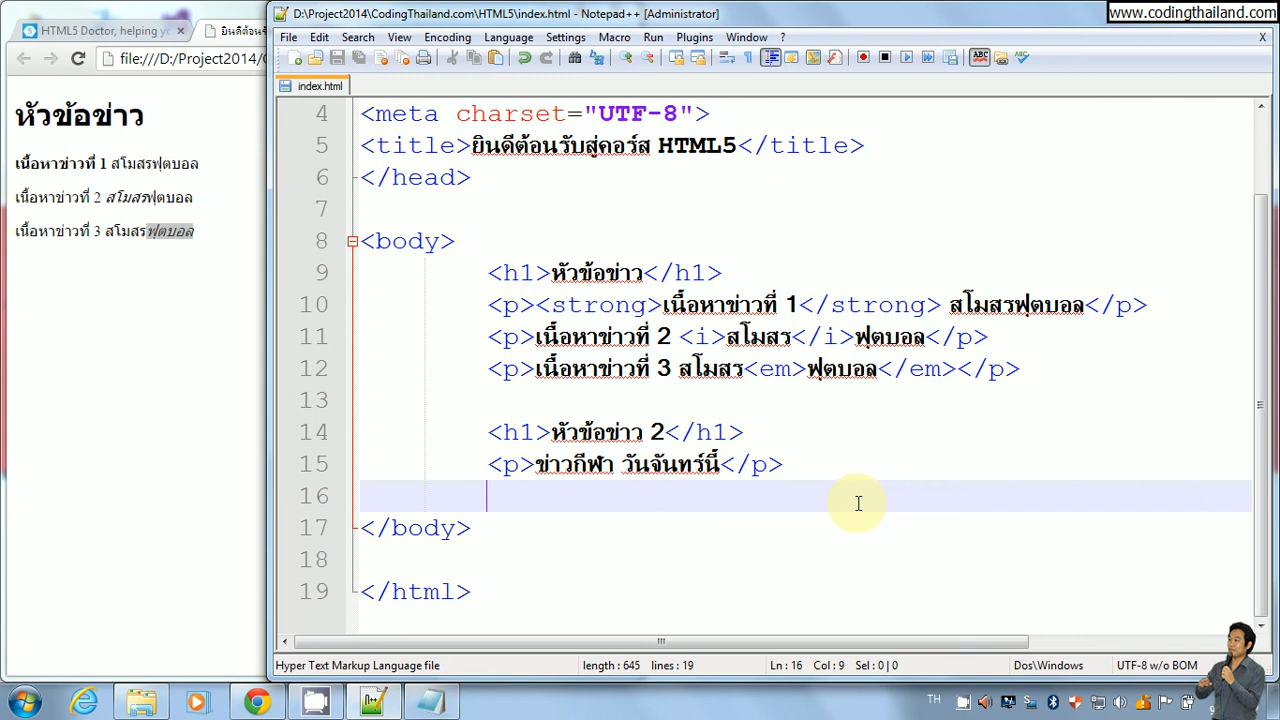 www.codingthailand.com
D:\Project2014\CodingThailand.com\HTML5\index.html - Notepad++ [Administrator]
HTML5 Doctor, helping
ยินดีต้อนรับ
file:///D:/Project2014/
File Edit Search View Encoding Language Settings Macro Run Plugins Window ? X
index.html
หัวข้อข่าว
เนื้อหาข่าวที่ 1 สโมสรฟุตบอล
เนื้อหาข่าวที่ 2 สโมสรฟุตบอล
เนื้อหาข่าวที่ 3 สโมสรฟุตบอล
4 <meta charset="UTF-8">
5 <title>ยินดีต้อนรับสู่คอร์ส HTML5</title>
6 </head>
7
8 <body>
9 <h1>หัวข้อข่าว</h1>
10 <p><strong>เนื้อหาข่าวที่ 1</strong> สโมสรฟุตบอล</p>
11 <p>เนื้อหาข่าวที่ 2 <i>สโมสร</i>ฟุตบอล</p>
12 <p>เนื้อหาข่าวที่ 3 สโมสร<em>ฟุตบอล</em></p>
13
14 <h1>หัวข้อข่าว 2</h1>
15 <p>ข่าวกีฬา วันจันทร์นี้</p>
16
17 </body>
18
19 </html>
Hyper Text Markup Language file length : 645 lines : 19 Ln : 16 Col : 9 Sel : 0 | 0 Dos\Windows UTF-8 w/o BOM
TH